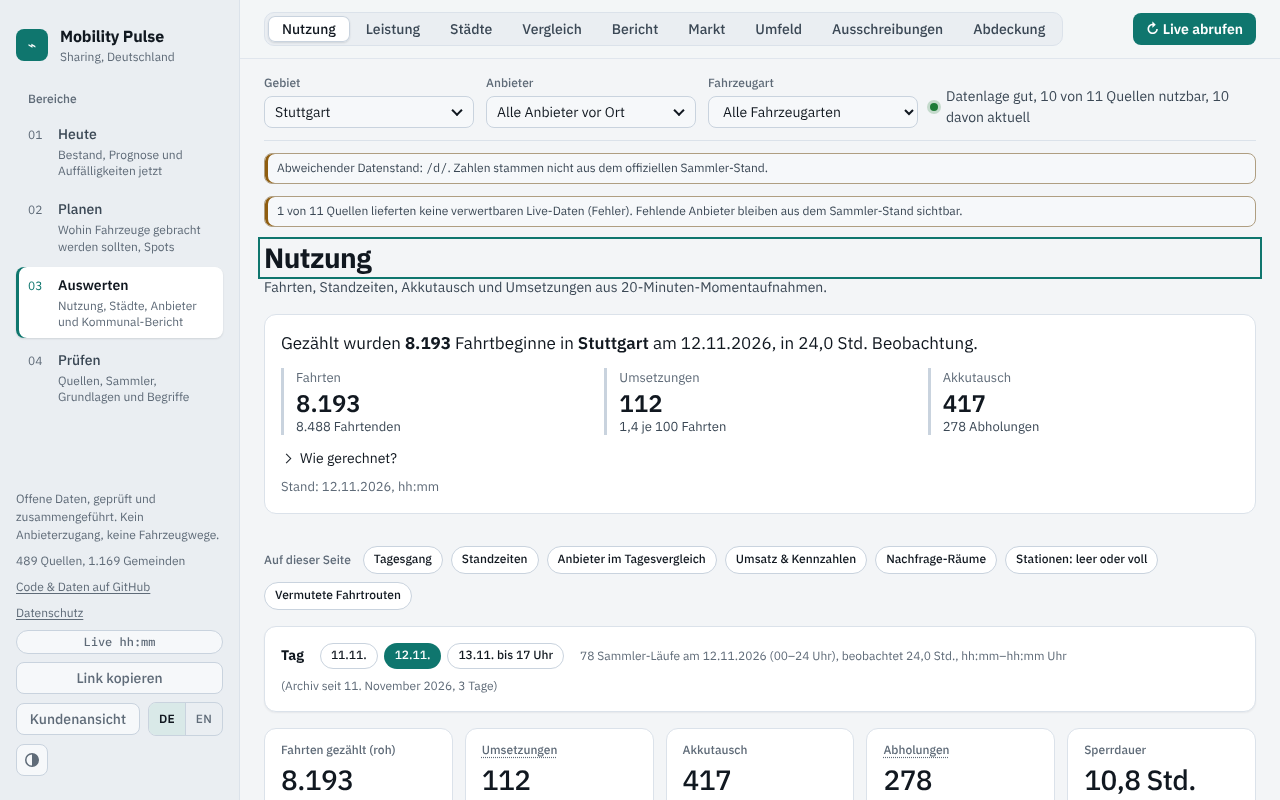 Mobility Pulse
Sharing, Deutschland
Bereiche
01 Heute
Bestand, Prognose und
Auffälligkeiten jetzt
02 Planen
Wohin Fahrzeuge gebracht
werden sollten, Spots
03 Auswerten
Nutzung, Städte, Anbieter
und Kommunal-Bericht
04 Prüfen
Quellen, Sammler,
Grundlagen und Begriffe
Offene Daten, geprüft und
zusammengeführt. Kein
Anbieterzugang, keine Fahrzeugwege.
489 Quellen, 1.169 Gemeinden
Code & Daten auf GitHub
Datenschutz
Live hh:mm
Link kopieren
Kundenansicht DE EN
Nutzung Leistung Städte Vergleich Bericht Markt Umfeld Ausschreibungen Abdeckung
↻ Live abrufen
Gebiet Anbieter Fahrzeugart
Stuttgart Alle Anbieter vor Ort Alle Fahrzeugarten
Datenlage gut, 10 von 11 Quellen nutzbar, 10
davon aktuell
Abweichender Datenstand: /d/. Zahlen stammen nicht aus dem offiziellen Sammler-Stand.
1 von 11 Quellen lieferten keine verwertbaren Live-Daten (Fehler). Fehlende Anbieter bleiben aus dem Sammler-Stand sichtbar.
Nutzung
Fahrten, Standzeiten, Akkutausch und Umsetzungen aus 20-Minuten-Momentaufnahmen.
Gezählt wurden 8.193 Fahrtbeginne in Stuttgart am 12.11.2026, in 24,0 Std. Beobachtung.
Fahrten Umsetzungen Akkutausch
8.193 112 417
8.488 Fahrtenden 1,4 je 100 Fahrten 278 Abholungen
Wie gerechnet?
Stand: 12.11.2026, hh:mm
Auf dieser Seite Tagesgang Standzeiten Anbieter im Tagesvergleich Umsatz & Kennzahlen Nachfrage-Räume Stationen: leer oder voll
Vermutete Fahrtrouten
Tag 11.11. 12.11. 13.11. bis 17 Uhr 78 Sammler-Läufe am 12.11.2026 (00–24 Uhr), beobachtet 24,0 Std., hh:mm–hh:mm Uhr
(Archiv seit 11. November 2026, 3 Tage)
Fahrten gezählt (roh) Umsetzungen Akkutausch Abholungen Sperrdauer
8.193 112 417 278 10,8 Std.